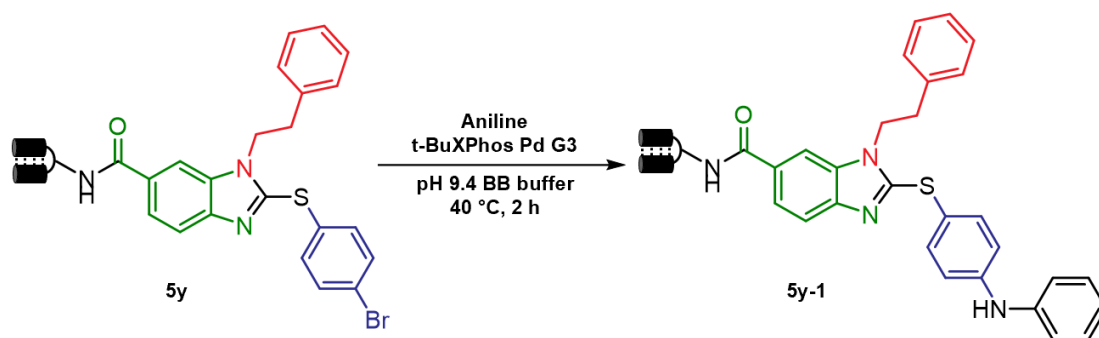 Aniline
t-BuXPhos Pd G3
pH 9.4 BB buffer
40 °C, 2 h
O
N
H
N
N
S
Br
5y
O
N
H
N
N
S
HN
5y-1